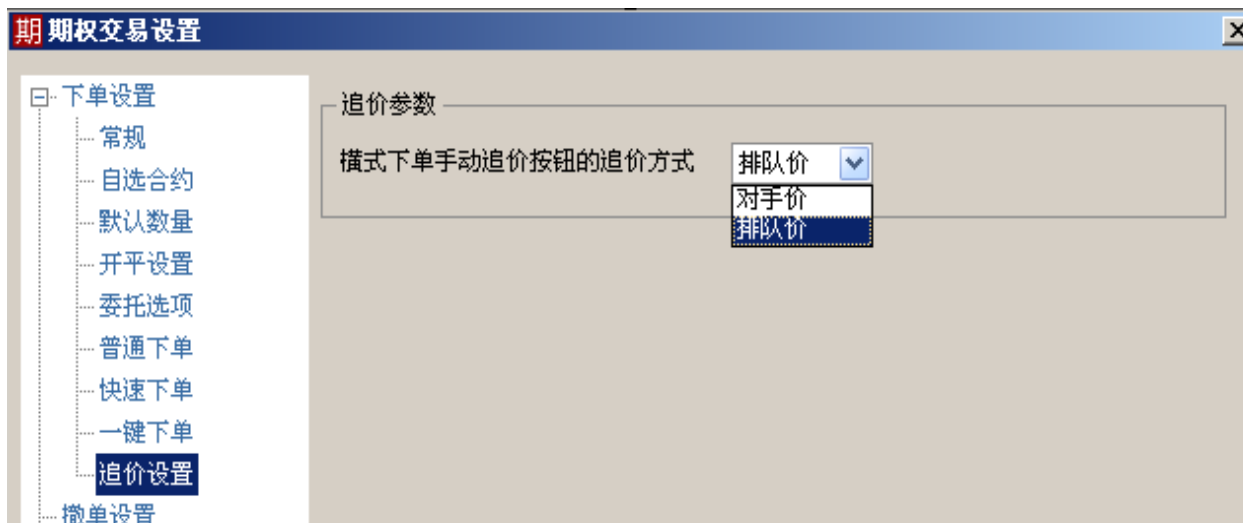 期 期权交易设置
下单设置
常规
自选合约
默认数量
开平设置
委托选项
普通下单
快速下单
一键下单
追价设置
撤单设置
追价参数
横式下单手动追价按钮的追价方式 排队价
对手价
排队价